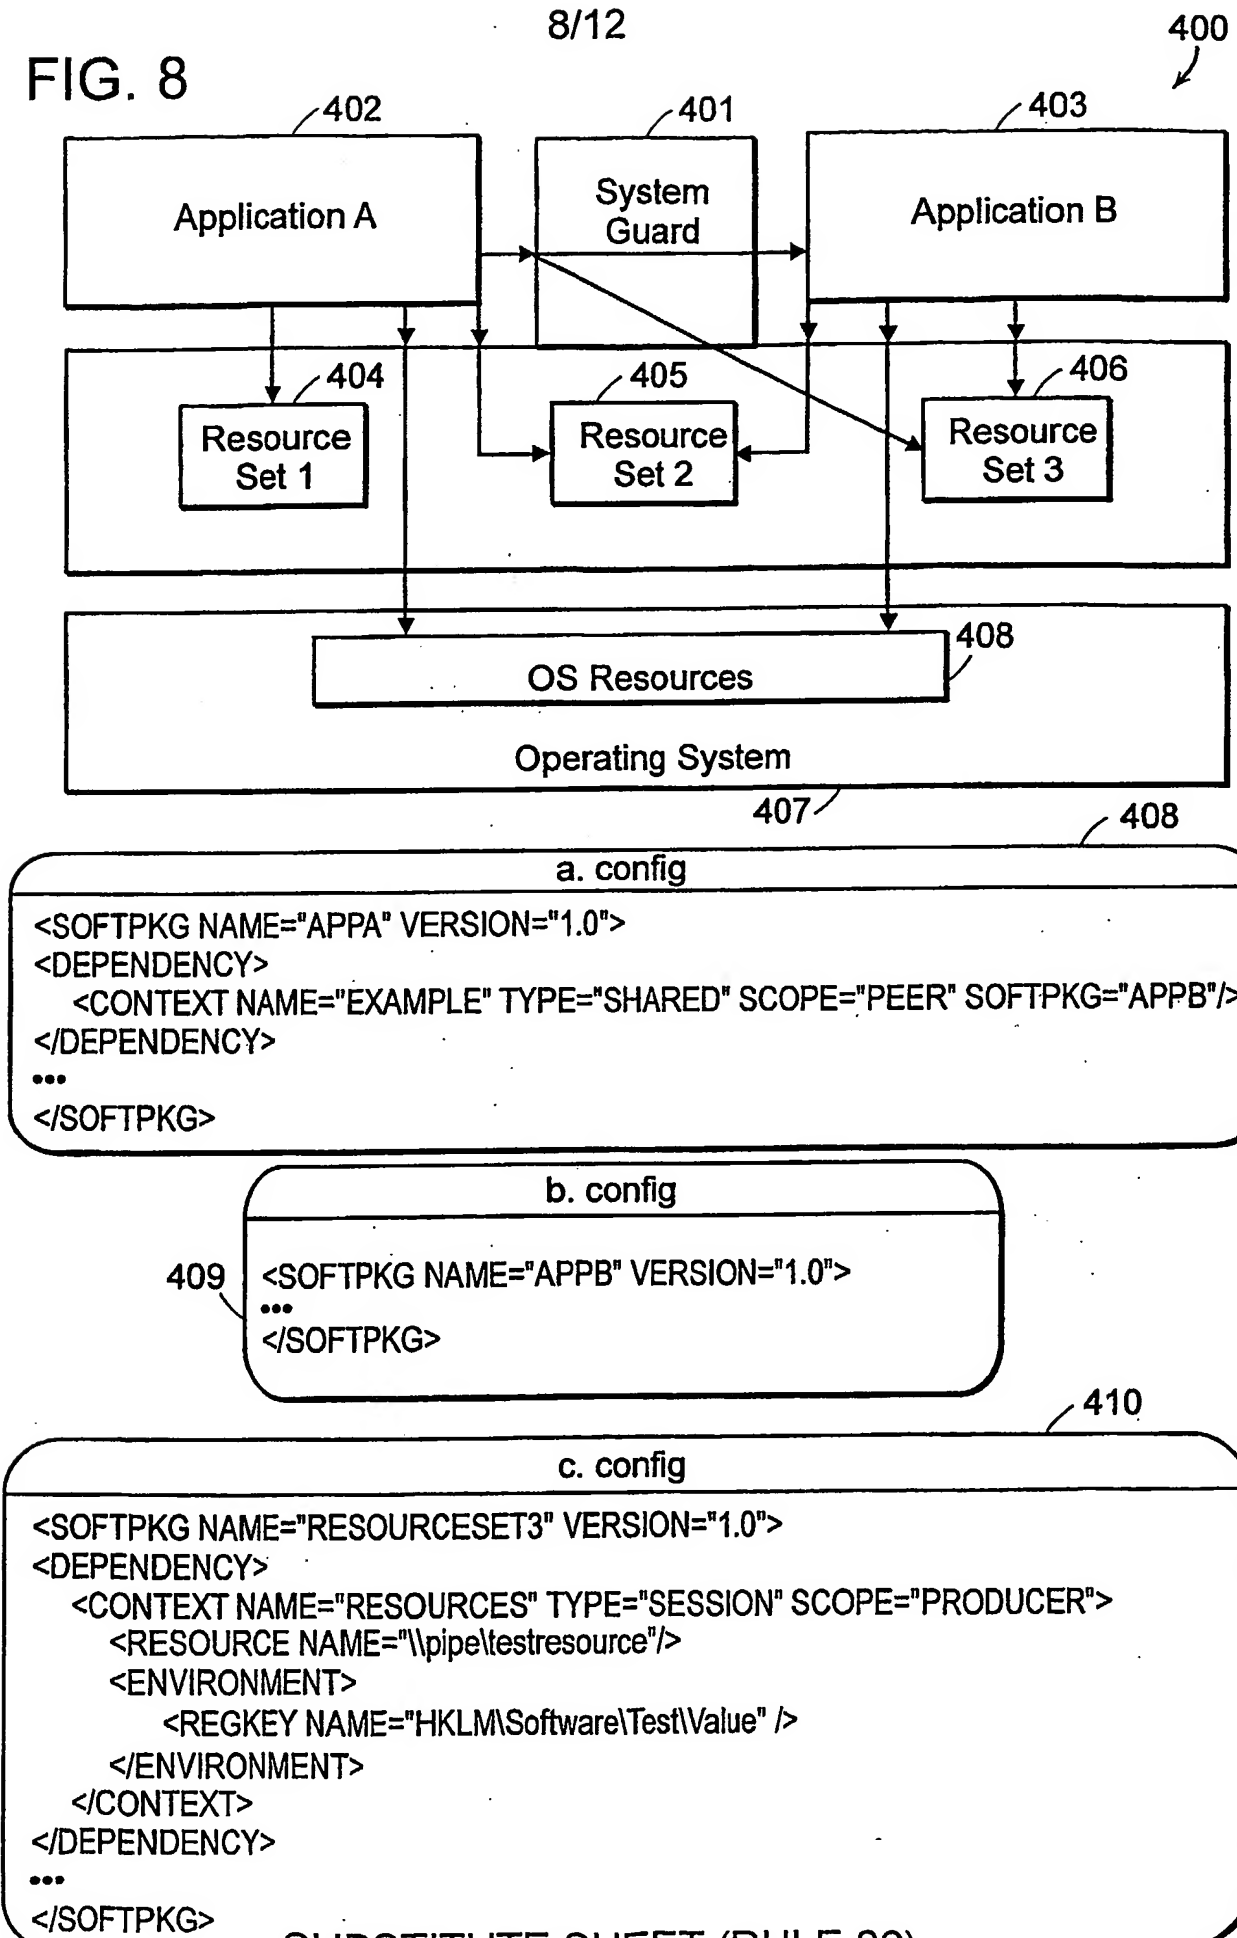 8/12
400
FIG. 8
402
401
403
Application A
System
Guard
Application B
404
405
406
Resource
Set 1
Resource
Set 2
Resource
Set 3
408
OS Resources
Operating System
407
408
a. config
<SOFTPKG NAME="APPA" VERSION="1.0">
<DEPENDENCY>
<CONTEXT NAME="EXAMPLE" TYPE="SHARED" SCOPE="PEER" SOFTPKG="APPB"/>
</DEPENDENCY>
•••
</SOFTPKG>
b. config
409
<SOFTPKG NAME="APPB" VERSION="1.0">
•••
</SOFTPKG>
410
c. config
<SOFTPKG NAME="RESOURCESET3" VERSION="1.0">
<DEPENDENCY>
<CONTEXT NAME="RESOURCES" TYPE="SESSION" SCOPE="PRODUCER">
<RESOURCE NAME="\\pipe\testresource"/>
<ENVIRONMENT>
<REGKEY NAME="HKLM\Software\Test\Value" />
</ENVIRONMENT>
</CONTEXT>
</DEPENDENCY>
•••
</SOFTPKG>
SUBSTITUTE SHEET (RULE